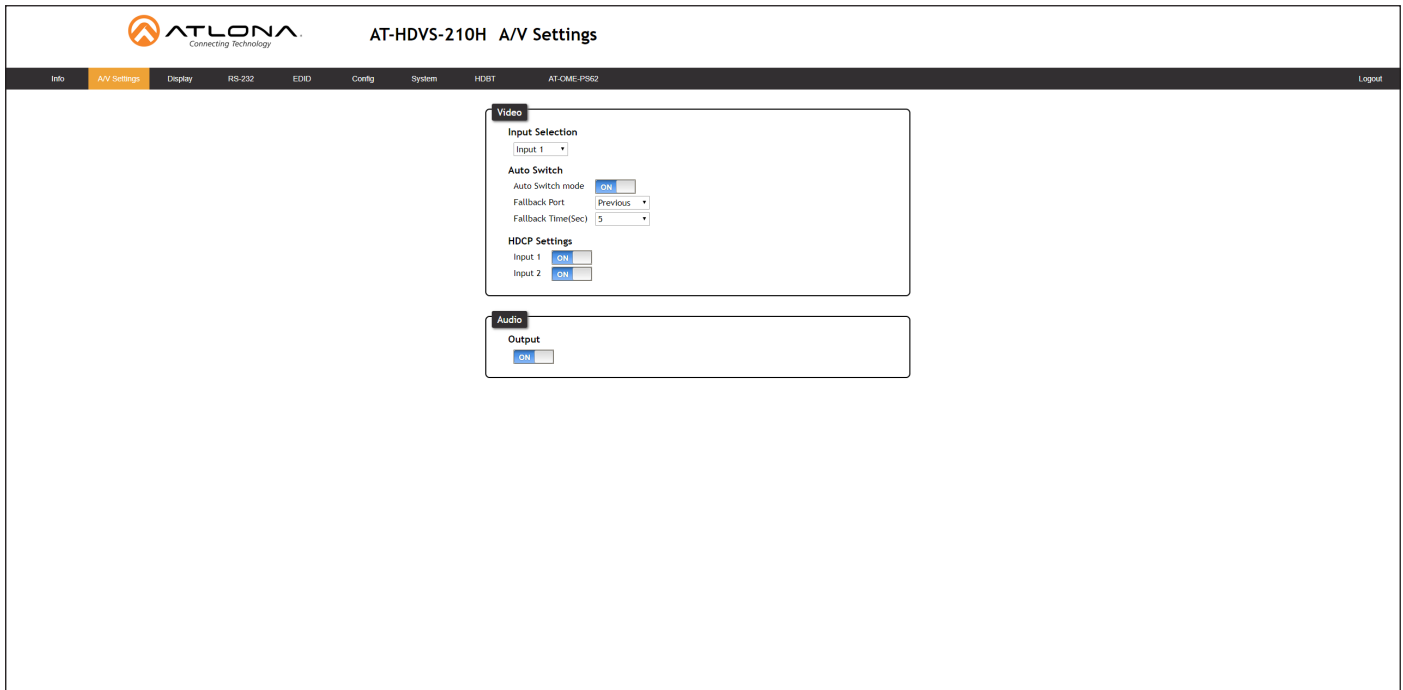 ATLONA.
Connecting Technology
AT-HDVS-210H A/V Settings
Info A/V Settings Display RS-232 EDID Config System HDBT AT-OME-PS62 Logout
Video
Input Selection
Input 1
Auto Switch
Auto Switch mode ON
Fallback Port Previous
Fallback Time(Sec) 5
HDCP Settings
Input 1 ON
Input 2 ON
Audio
Output
ON